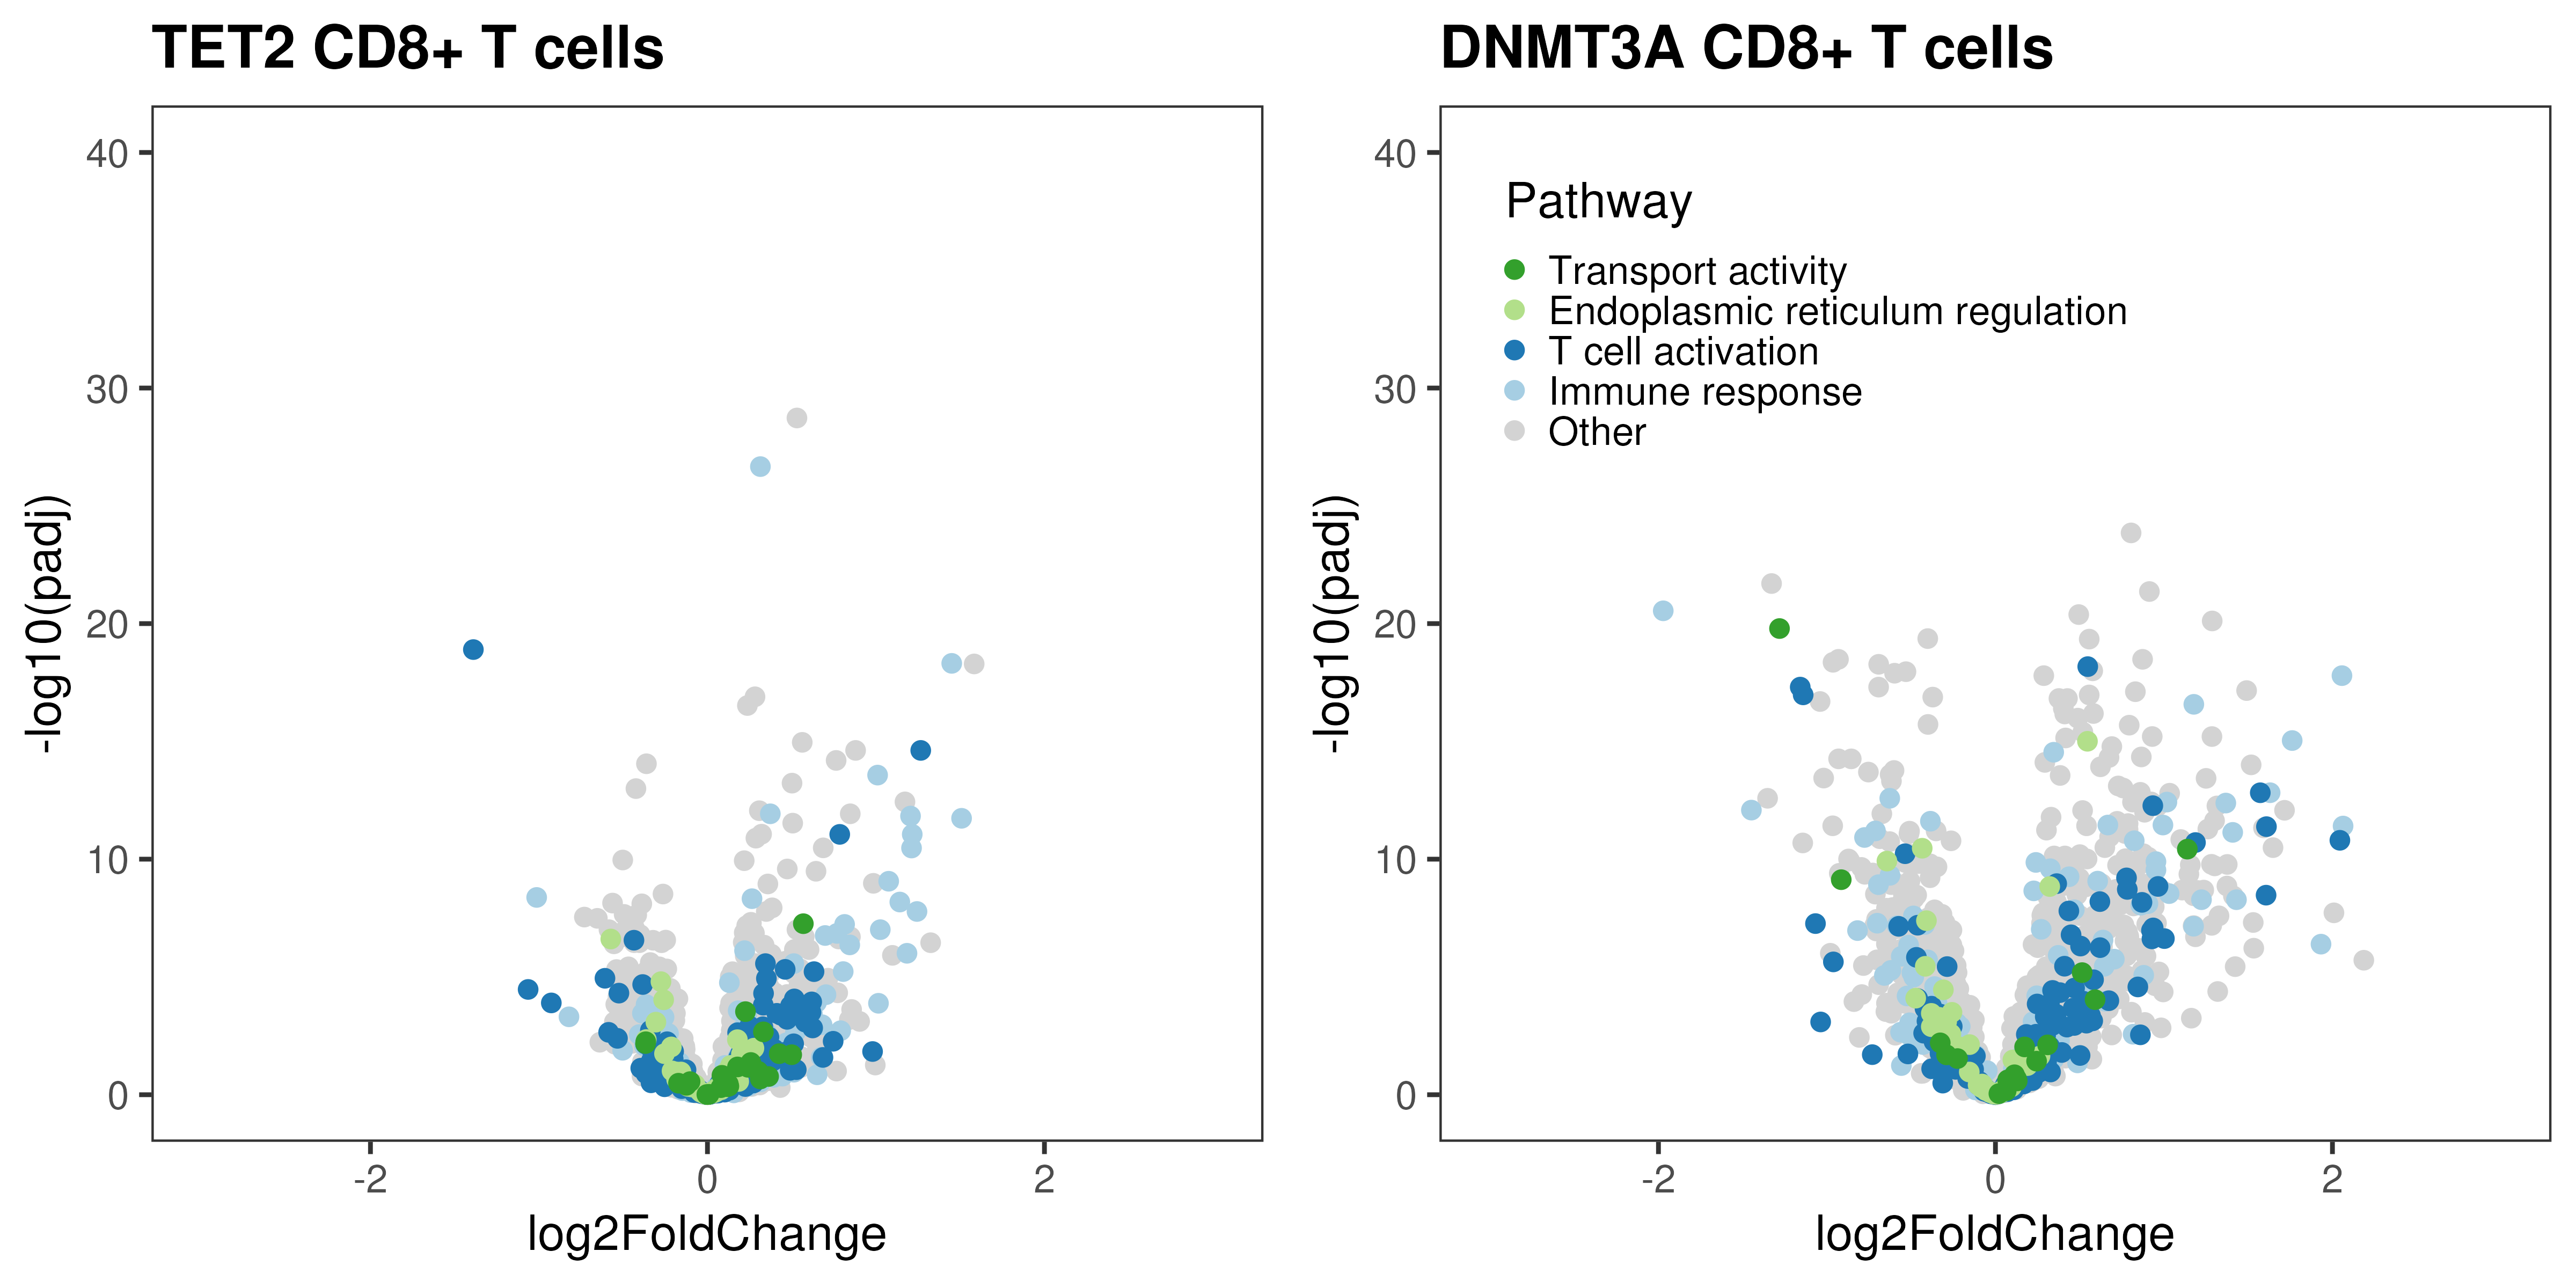 TET2 CD8+ T cells
40
30
20
10
0
-2
0
2
-log10(padj)
log2FoldChange
DNMT3A CD8+ T cells
40
30
20
10
0
-2
0
2
-log10(padj)
log2FoldChange
Pathway
Transport activity
Endoplasmic reticulum regulation
T cell activation
Immune response
Other